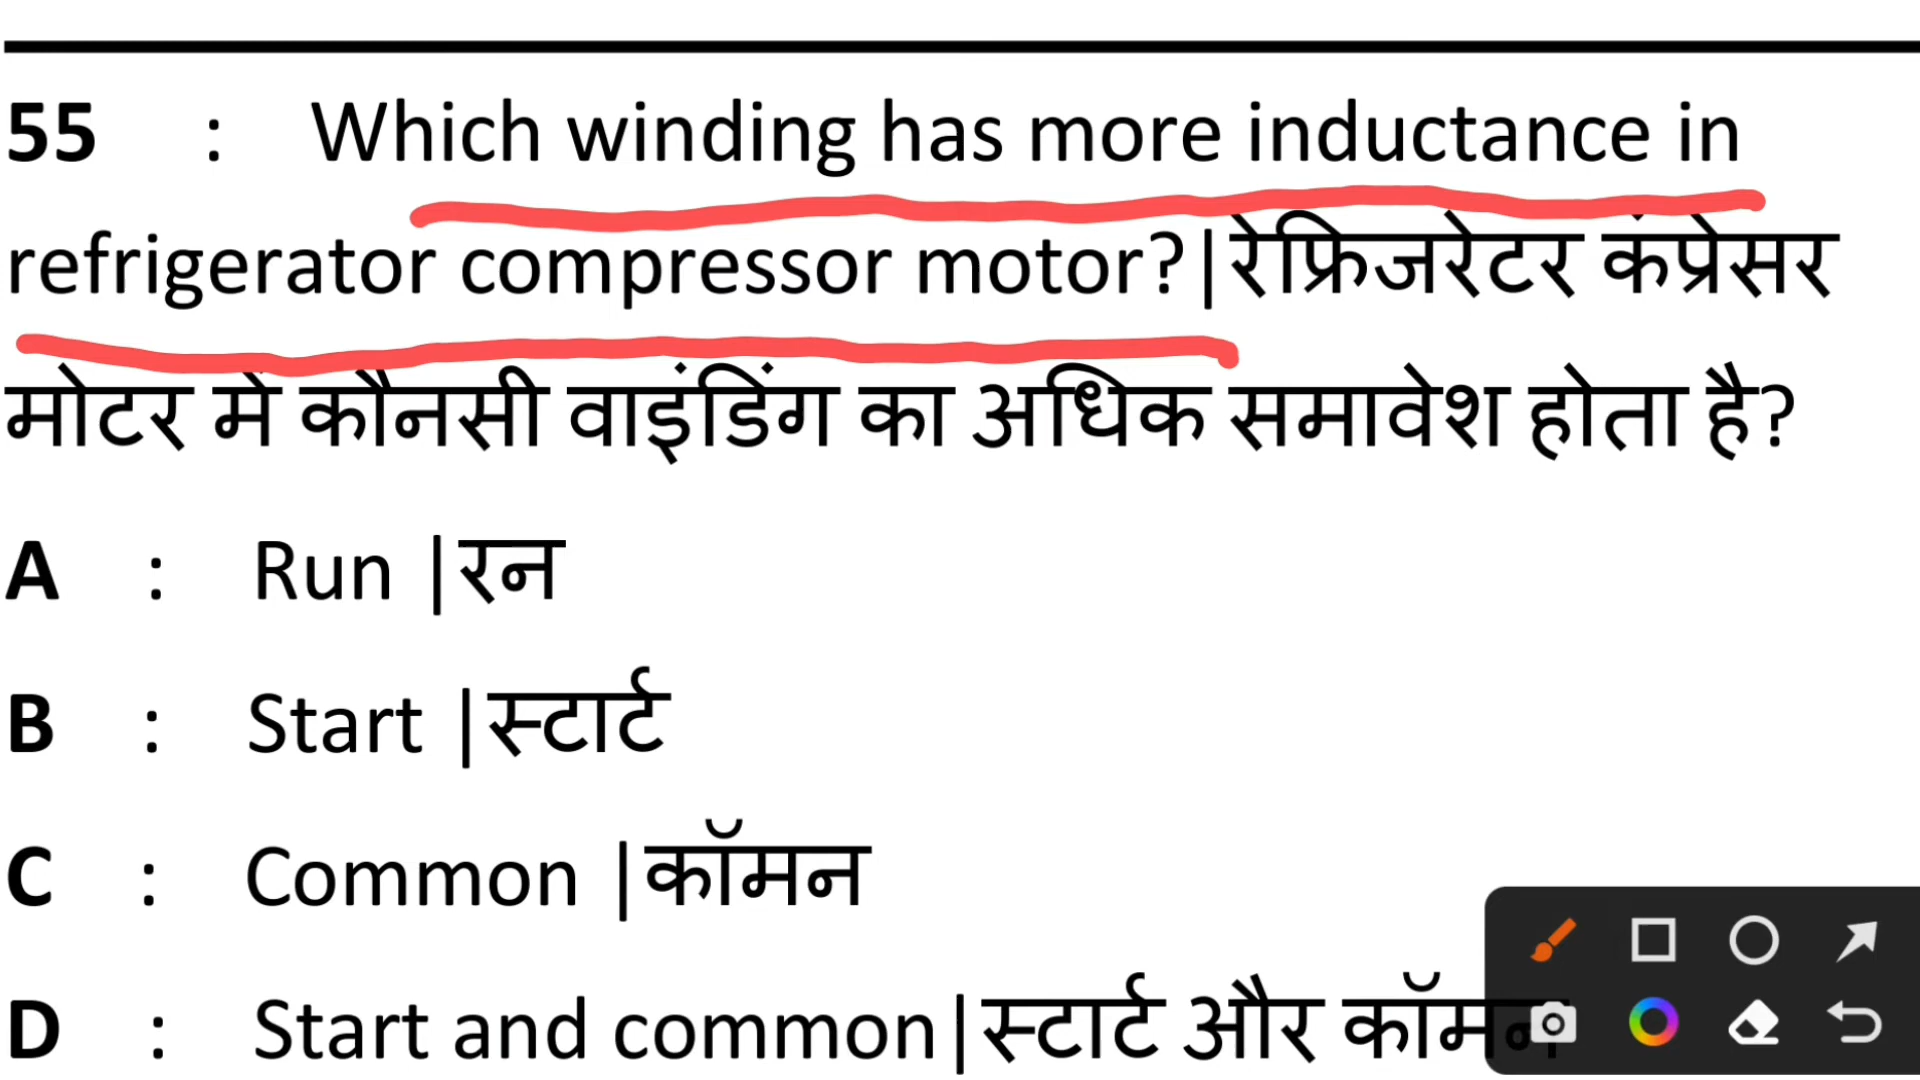 55 : Which winding has more inductance in
refrigerator compressor motor?|रेफ्रिजरेटर कंप्रेसर
मोटर में कौनसी वाइंडिंग का अधिक समावेश होता है?
A : Run |रन
B : Start |स्टार्ट
C : Common |कॉमन
D : Start and common|स्टार्ट और कॉमन